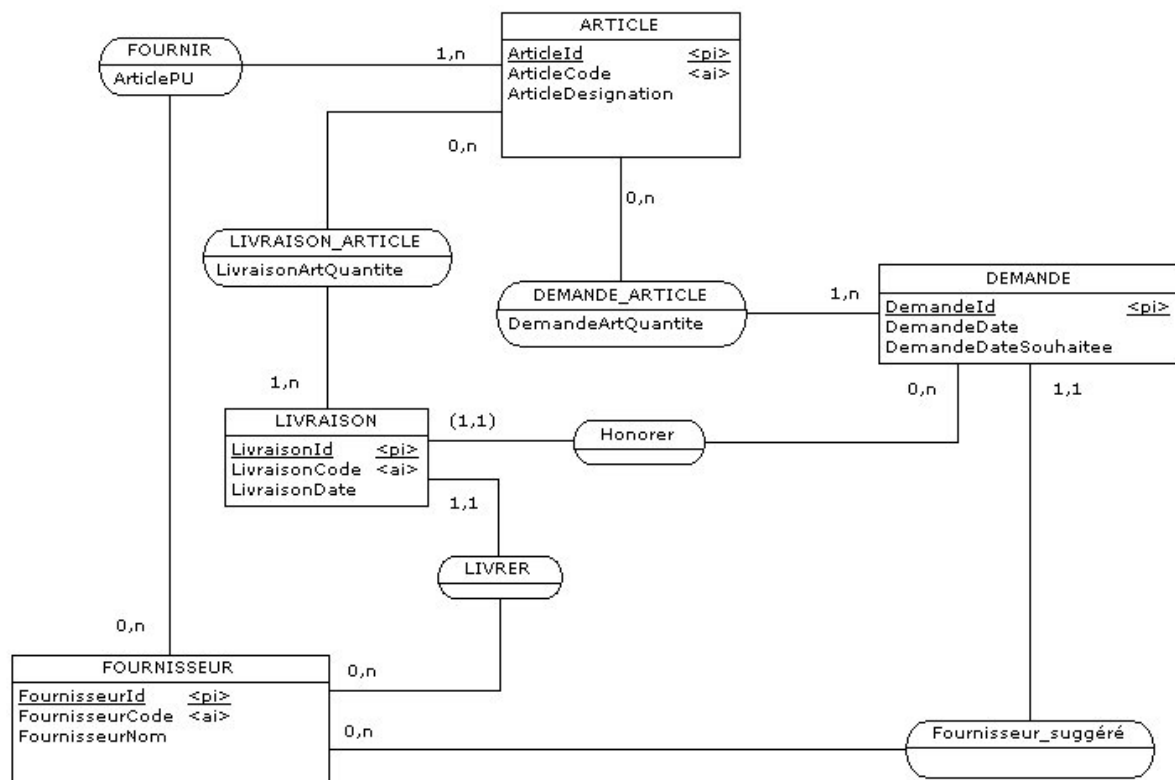 ARTICLE
ArticleId <pi>
ArticleCode <ai>
ArticleDesignation
FOURNIR
ArticlePU
1,n
0,n
0,n
LIVRAISON_ARTICLE
LivraisonArtQuantite
DEMANDE_ARTICLE
DemandeArtQuantite
1,n
DEMANDE
DemandeId <pi>
DemandeDate
DemandeDateSouhaitee
1,n
0,n
1,1
LIVRAISON
LivraisonId <pi>
LivraisonCode <ai>
LivraisonDate
(1,1)
Honorer
1,1
LIVRER
0,n
FOURNISSEUR
FournisseurId <pi>
FournisseurCode <ai>
FournisseurNom
0,n
0,n
Fournisseur_suggéré